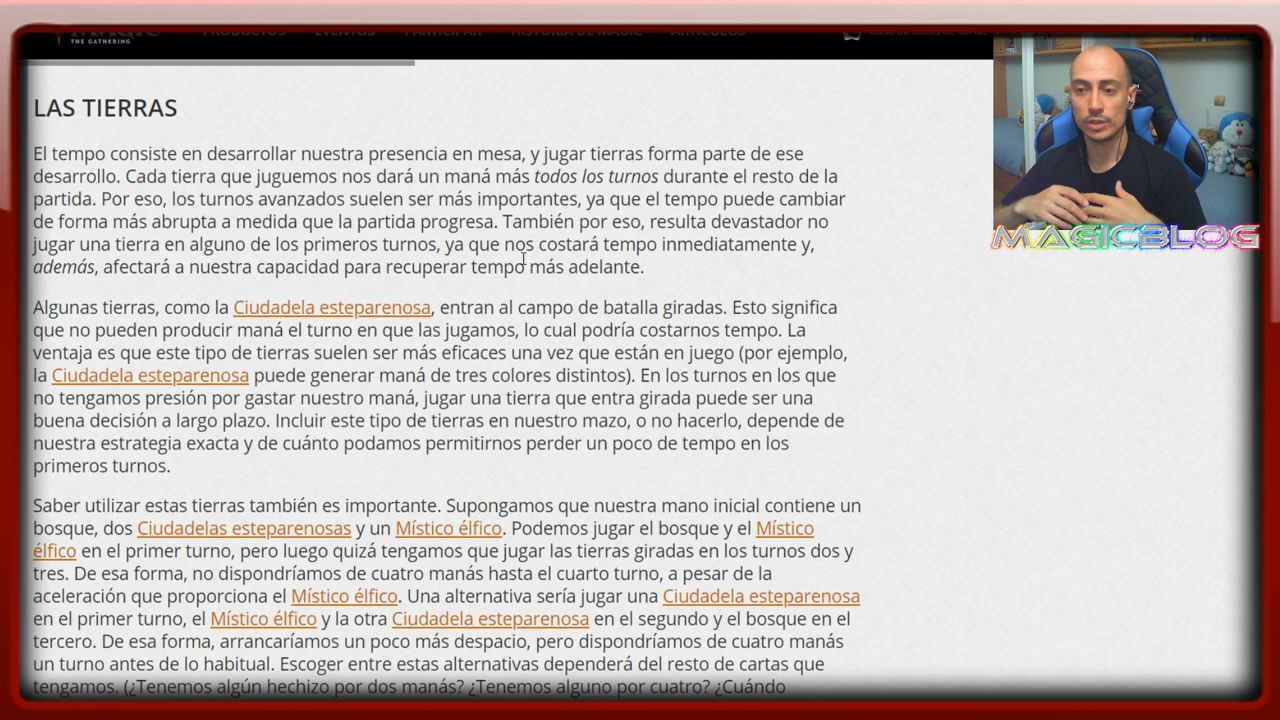 THE GATHERING
PRODUCTOS EVENTOS PARTICIPAR HISTORIA DE MAGIC ARTÍCULOS
LAS TIERRAS
El tempo consiste en desarrollar nuestra presencia en mesa, y jugar tierras forma parte de ese
desarrollo. Cada tierra que juguemos nos dará un maná más todos los turnos durante el resto de la
partida. Por eso, los turnos avanzados suelen ser más importantes, ya que el tempo puede cambiar
de forma más abrupta a medida que la partida progresa. También por eso, resulta devastador no
jugar una tierra en alguno de los primeros turnos, ya que nos costará tempo inmediatamente y,
además, afectará a nuestra capacidad para recuperar tempo más adelante.
Algunas tierras, como la Ciudadela esteparenosa, entran al campo de batalla giradas. Esto significa
que no pueden producir maná el turno en que las jugamos, lo cual podría costarnos tempo. La
ventaja es que este tipo de tierras suelen ser más eficaces una vez que están en juego (por ejemplo,
la Ciudadela esteparenosa puede generar maná de tres colores distintos). En los turnos en los que
no tengamos presión por gastar nuestro maná, jugar una tierra que entra girada puede ser una
buena decisión a largo plazo. Incluir este tipo de tierras en nuestro mazo, o no hacerlo, depende de
nuestra estrategia exacta y de cuánto podamos permitirnos perder un poco de tempo en los
primeros turnos.
Saber utilizar estas tierras también es importante. Supongamos que nuestra mano inicial contiene un
bosque, dos Ciudadelas esteparenosas y un Místico élfico. Podemos jugar el bosque y el Místico
élfico en el primer turno, pero luego quizá tengamos que jugar las tierras giradas en los turnos dos y
tres. De esa forma, no dispondríamos de cuatro manás hasta el cuarto turno, a pesar de la
aceleración que proporciona el Místico élfico. Una alternativa sería jugar una Ciudadela esteparenosa
en el primer turno, el Místico élfico y la otra Ciudadela esteparenosa en el segundo y el bosque en el
tercero. De esa forma, arrancaríamos un poco más despacio, pero dispondríamos de cuatro manás
un turno antes de lo habitual. Escoger entre estas alternativas dependerá del resto de cartas que
tengamos. (¿Tenemos algún hechizo por dos manás? ¿Tenemos alguno por cuatro? ¿Cuándo
MAGICBLOG